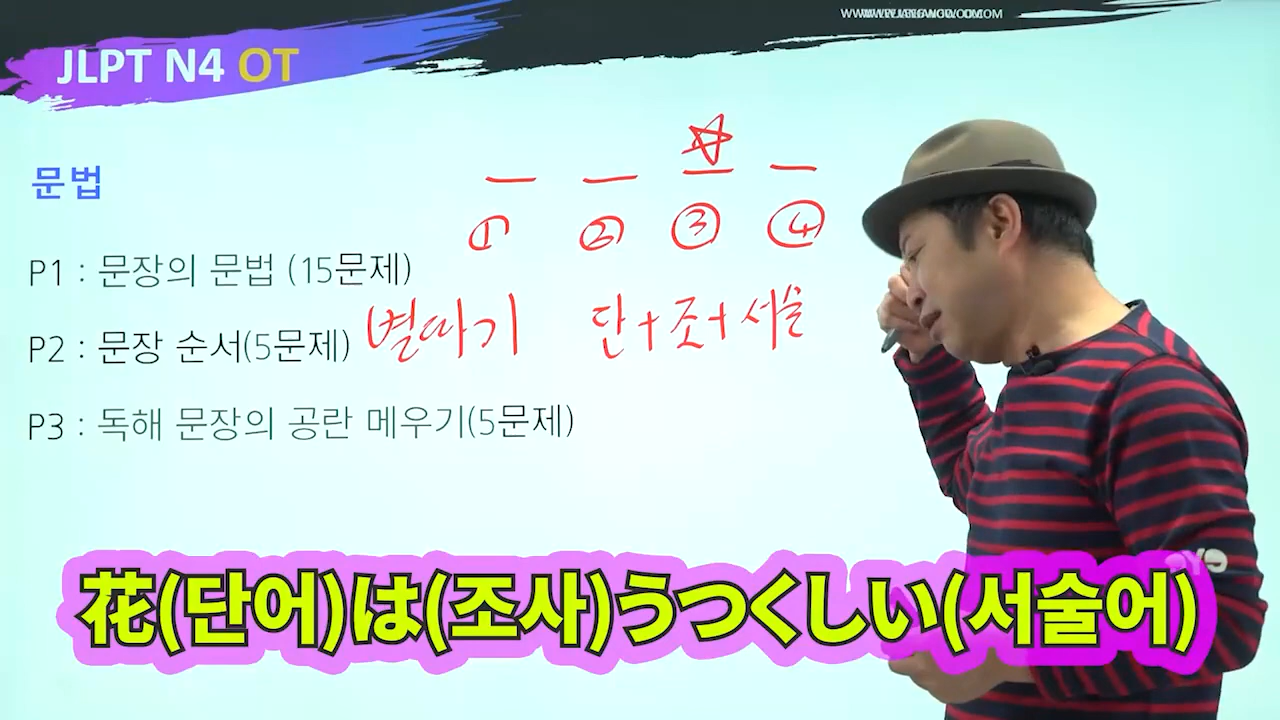 JLPT N4 OT
문법
① ② ③ ④
P1 : 문장의 문법 (15문제)
P2 : 문장 순서(5문제) 별따기 단+조+서술
P3 : 독해 문장의 공란 메우기(5문제)
花(단어)は(조사)うつくしい(서술어)